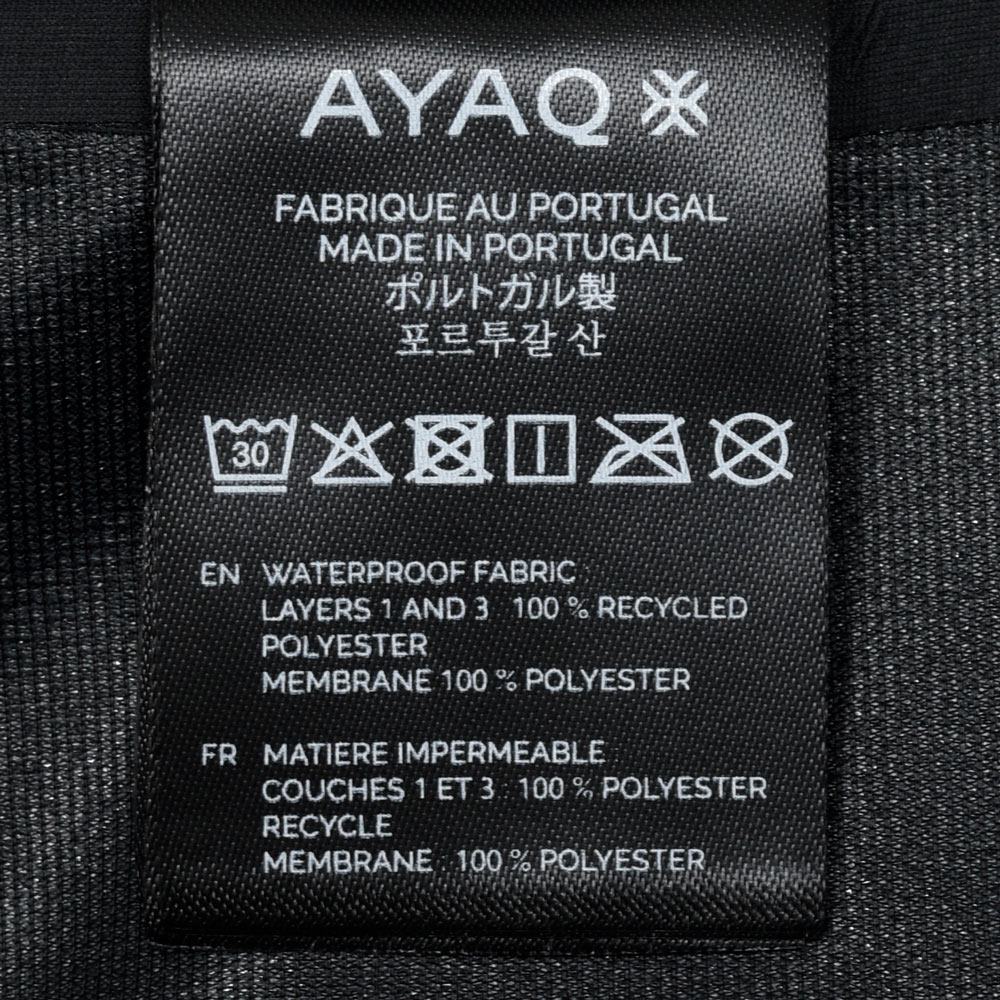 AYAQ
FABRIQUE AU PORTUGAL
MADE IN PORTUGAL
ポルトガル製
포르투갈 산
30
EN WATERPROOF FABRIC
LAYERS 1 AND 3 : 100 % RECYCLED
POLYESTER
MEMBRANE 100 % POLYESTER
FR MATIERE IMPERMEABLE
COUCHES 1 ET 3 : 100 % POLYESTER
RECYCLE
MEMBRANE : 100 % POLYESTER